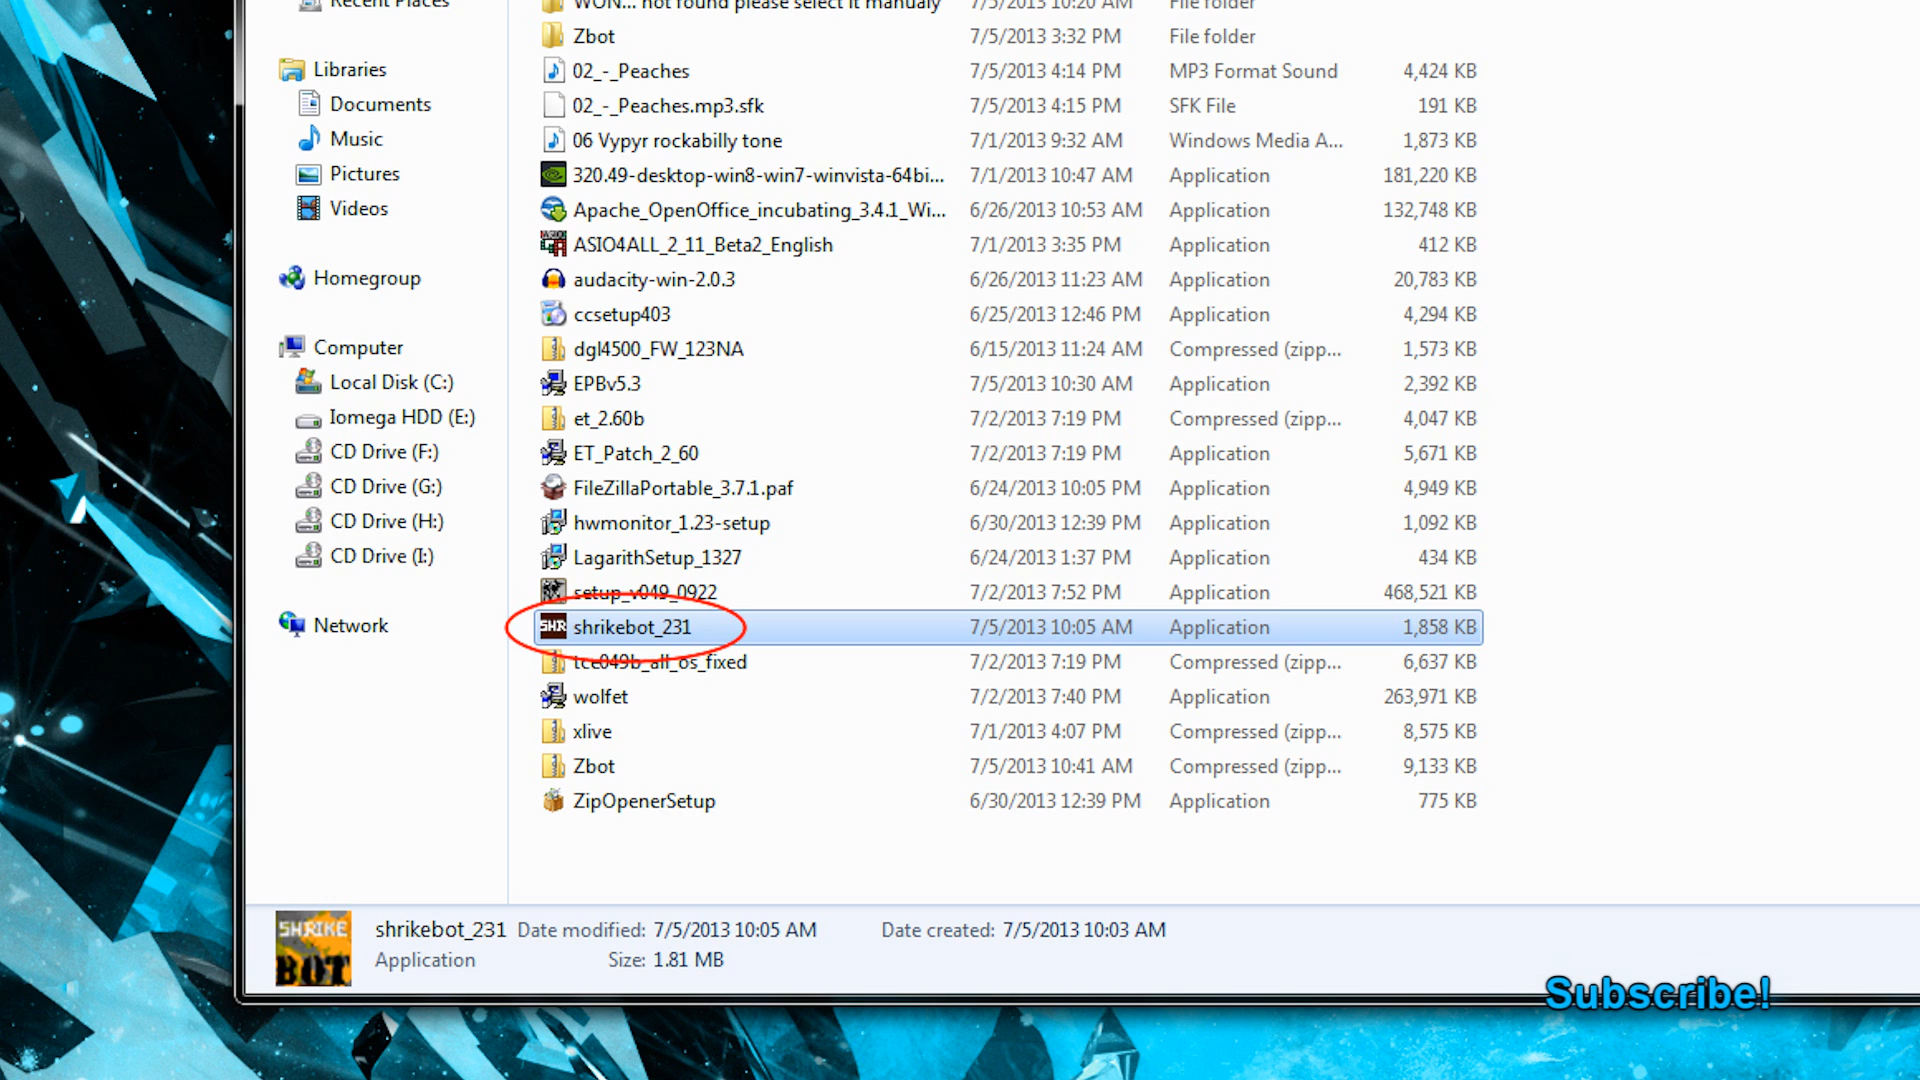 Recent Places
Libraries
Documents
Music
Pictures
Videos
Homegroup
Computer
Local Disk (C:)
Iomega HDD (E:)
CD Drive (F:)
CD Drive (G:)
CD Drive (H:)
CD Drive (I:)
Network
WON... not found please select it manualy 7/5/2013 10:20 AM File folder
Zbot 7/5/2013 3:32 PM File folder
02_-_Peaches 7/5/2013 4:14 PM MP3 Format Sound 4,424 KB
02_-_Peaches.mp3.sfk 7/5/2013 4:15 PM SFK File 191 KB
06 Vypyr rockabilly tone 7/1/2013 9:32 AM Windows Media A... 1,873 KB
320.49-desktop-win8-win7-winvista-64bi... 7/1/2013 10:47 AM Application 181,220 KB
Apache_OpenOffice_incubating_3.4.1_Wi... 6/26/2013 10:53 AM Application 132,748 KB
ASIO4ALL_2_11_Beta2_English 7/1/2013 3:35 PM Application 412 KB
audacity-win-2.0.3 6/26/2013 11:23 AM Application 20,783 KB
ccsetup403 6/25/2013 12:46 PM Application 4,294 KB
dgl4500_FW_123NA 6/15/2013 11:24 AM Compressed (zipp... 1,573 KB
EPBv5.3 7/5/2013 10:30 AM Application 2,392 KB
et_2.60b 7/2/2013 7:19 PM Compressed (zipp... 4,047 KB
ET_Patch_2_60 7/2/2013 7:19 PM Application 5,671 KB
FileZillaPortable_3.7.1.paf 6/24/2013 10:05 PM Application 4,949 KB
hwmonitor_1.23-setup 6/30/2013 12:39 PM Application 1,092 KB
LagarithSetup_1327 6/24/2013 1:37 PM Application 434 KB
setup_v049_0922 7/2/2013 7:52 PM Application 468,521 KB
SHR shrikebot_231 7/5/2013 10:05 AM Application 1,858 KB
tce049b_all_os_fixed 7/2/2013 7:19 PM Compressed (zipp... 6,637 KB
wolfet 7/2/2013 7:40 PM Application 263,971 KB
xlive 7/1/2013 4:07 PM Compressed (zipp... 8,575 KB
Zbot 7/5/2013 10:41 AM Compressed (zipp... 9,133 KB
ZipOpenerSetup 6/30/2013 12:39 PM Application 775 KB
SHRIKE
BOT
shrikebot_231 Date modified: 7/5/2013 10:05 AM Date created: 7/5/2013 10:03 AM
Application Size: 1.81 MB
Subscribe!